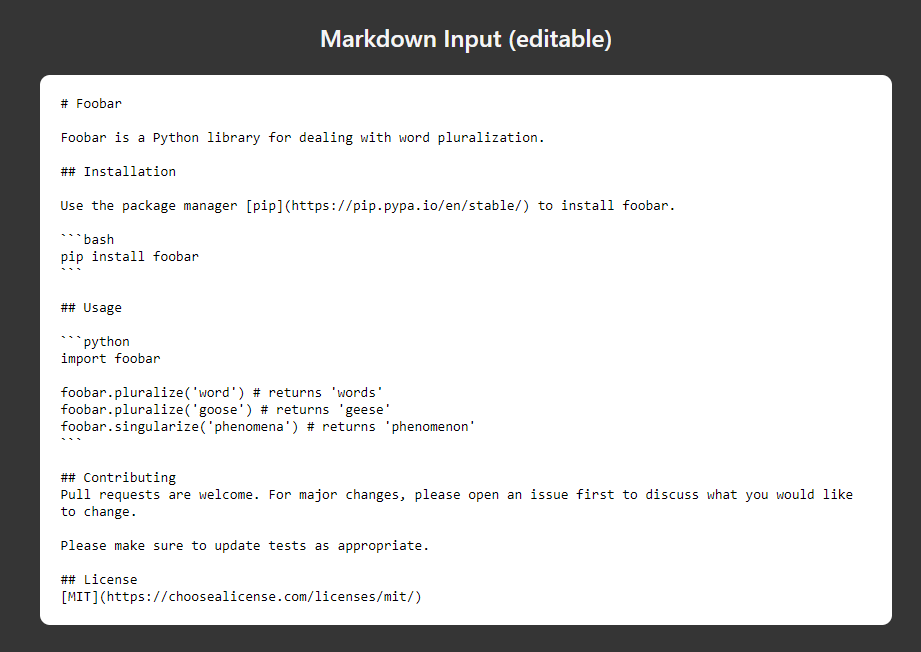 Markdown Input (editable)
# Foobar
Foobar is a Python library for dealing with word pluralization.
## Installation
Use the package manager [pip](https://pip.pypa.io/en/stable/) to install foobar.
```bash
pip install foobar
```
## Usage
```python
import foobar
foobar.pluralize('word') # returns 'words'
foobar.pluralize('goose') # returns 'geese'
foobar.singularize('phenomena') # returns 'phenomenon'
```
## Contributing
Pull requests are welcome. For major changes, please open an issue first to discuss what you would like
to change.
Please make sure to update tests as appropriate.
## License
[MIT](https://choosealicense.com/licenses/mit/)